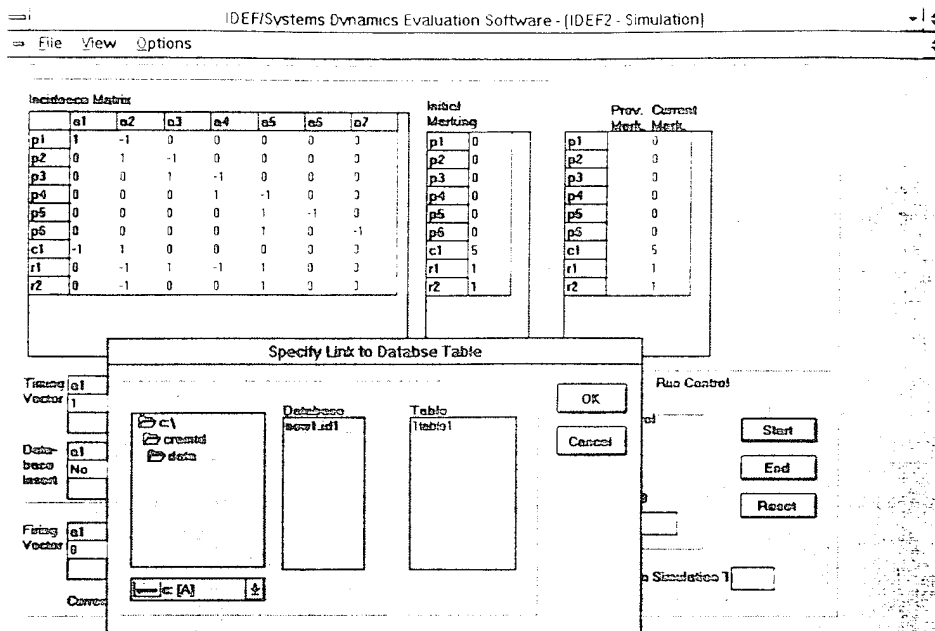 IDEF/Systems Dynamics Evaluation Software - [IDEF2 - Simulation]
File View Options
Incidence Matrix
a1 a2 a3 a4 a5 a6 a7
p1 1 -1 0 0 0 0 0
p2 0 1 -1 0 0 0 0
p3 0 0 1 -1 0 0 0
p4 0 0 0 1 -1 0 0
p5 0 0 0 0 1 -1 0
p6 0 0 0 0 1 0 -1
c1 -1 1 0 0 0 0 0
r1 0 -1 1 -1 1 0 0
r2 0 -1 0 0 1 0 0
Initial
Marking
p1 0
p2 0
p3 0
p4 0
p5 0
p6 0
c1 5
r1 1
r2 1
Prev. Current
Mark. Mark.
p1 0
p2 0
p3 0
p4 0
p5 0
p6 0
c1 5
r1 1
r2 1
Specify Link to Databse Table
c:\
data
Database
Table
Table1
OK
Cancel
c: [A]
Timing
Vector
a1
1
Data-
base
Insert
a1
No
Firing
Vector
a1
0
Run Control
Start
End
Reset
Simulation T